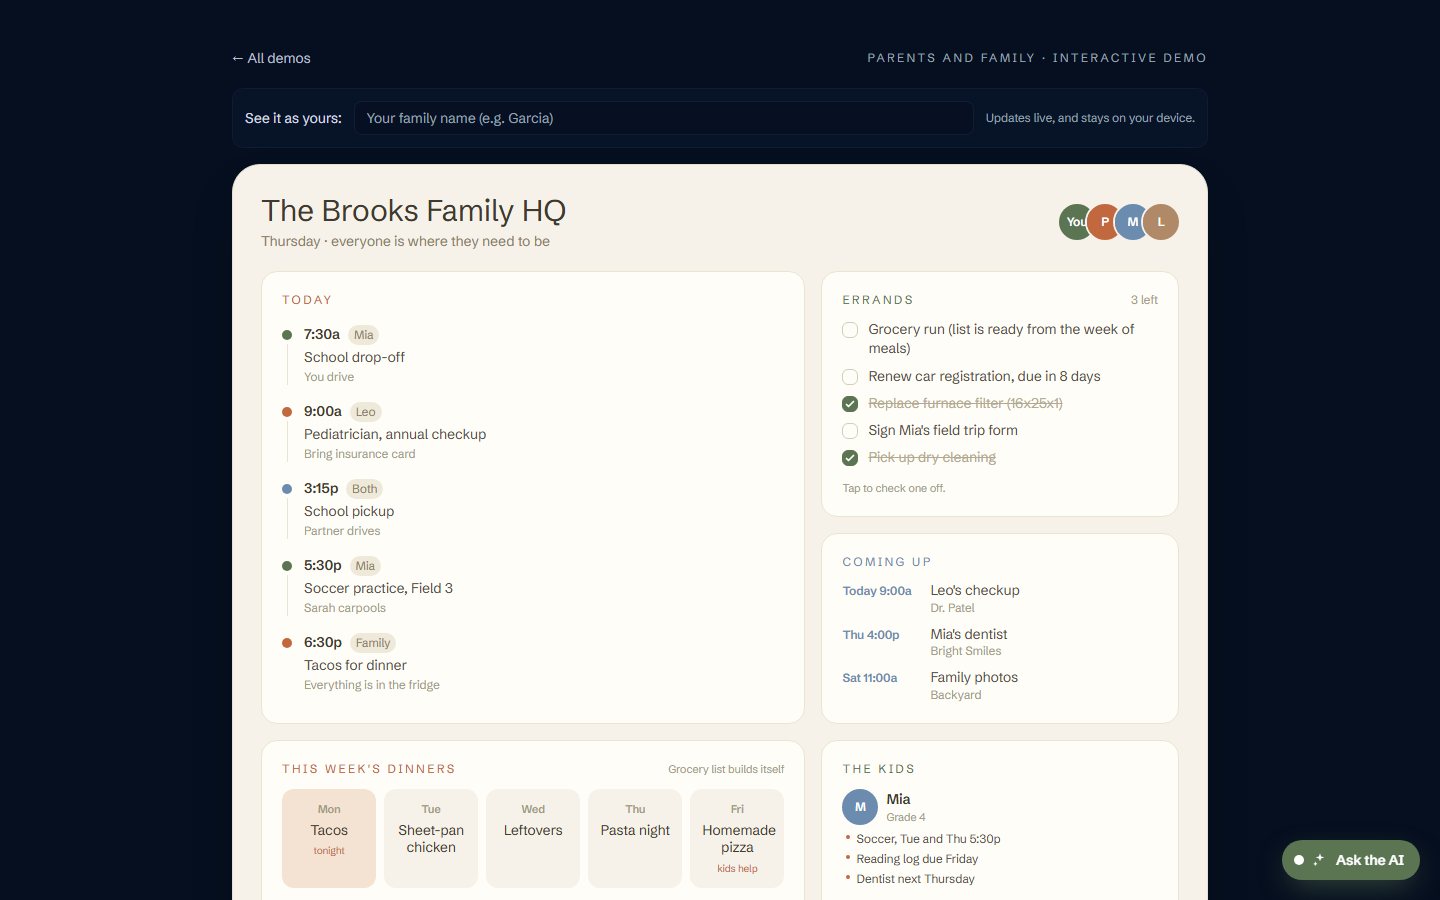 ← All demos
PARENTS AND FAMILY · INTERACTIVE DEMO
See it as yours:
Your family name (e.g. Garcia)
Updates live, and stays on your device.
The Brooks Family HQ
Thursday · everyone is where they need to be
You P M L
TODAY
7:30a Mia
School drop-off
You drive
9:00a Leo
Pediatrician, annual checkup
Bring insurance card
3:15p Both
School pickup
Partner drives
5:30p Mia
Soccer practice, Field 3
Sarah carpools
6:30p Family
Tacos for dinner
Everything is in the fridge
ERRANDS
3 left
Grocery run (list is ready from the week of
meals)
Renew car registration, due in 8 days
Replace furnace filter (16x25x1)
Sign Mia's field trip form
Pick up dry cleaning
Tap to check one off.
COMING UP
Today 9:00a Leo's checkup
Dr. Patel
Thu 4:00p Mia's dentist
Bright Smiles
Sat 11:00a Family photos
Backyard
THIS WEEK'S DINNERS
Grocery list builds itself
Mon
Tacos
tonight
Tue
Sheet-pan
chicken
Wed
Leftovers
Thu
Pasta night
Fri
Homemade
pizza
kids help
THE KIDS
M
Mia
Grade 4
• Soccer, Tue and Thu 5:30p
• Reading log due Friday
• Dentist next Thursday
Ask the AI